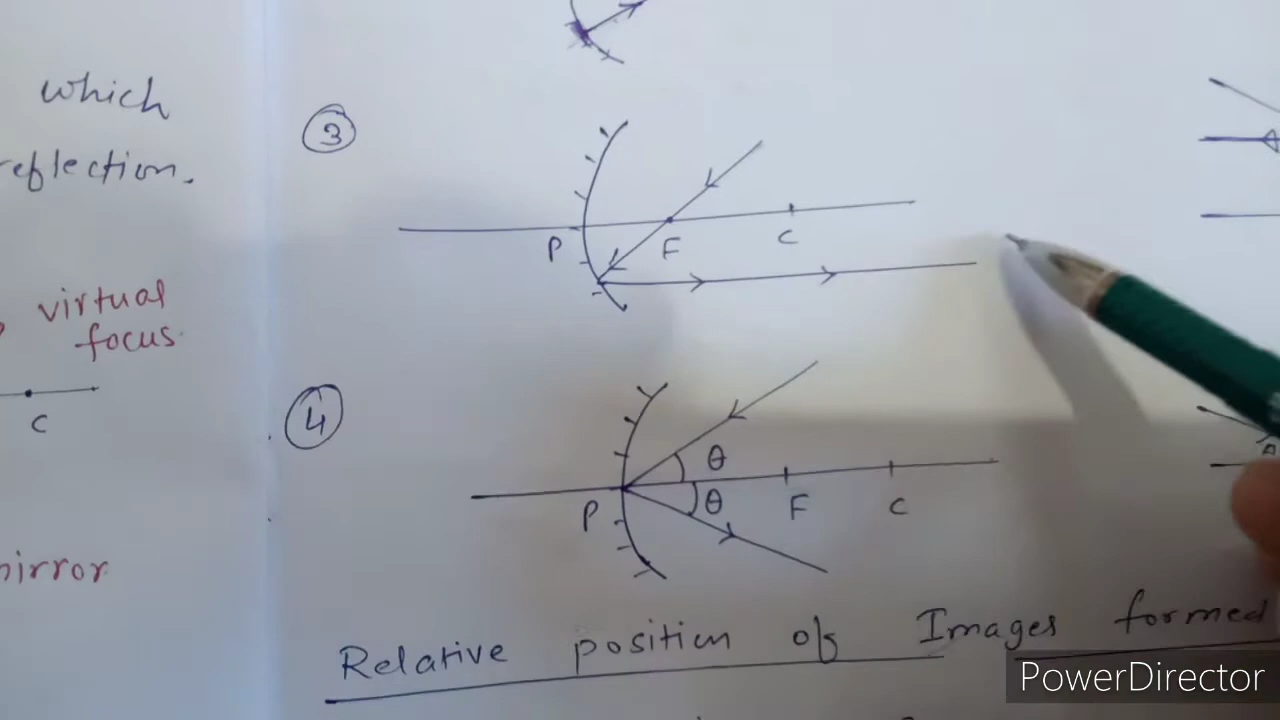 which
reflection.
virtual
focus
C
mirror
3
P F C
4
θ
θ
P F C
Relative position of Images formed
PowerDirector